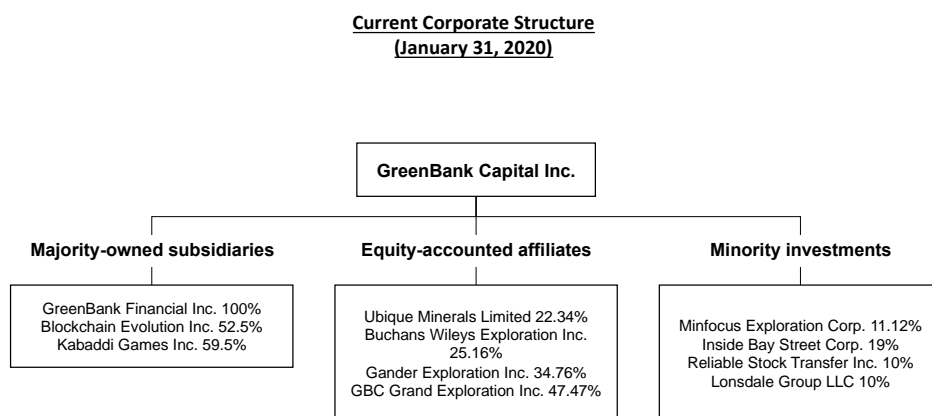 Current Corporate Structure
(January 31, 2020)
GreenBank Capital Inc.
Majority-owned subsidiaries
GreenBank Financial Inc. 100%
Blockchain Evolution Inc. 52.5%
Kabaddi Games Inc. 59.5%
Equity-accounted affiliates
Ubique Minerals Limited 22.34%
Buchans Wileys Exploration Inc.
25.16%
Gander Exploration Inc. 34.76%
GBC Grand Exploration Inc. 47.47%
Minority investments
Minfocus Exploration Corp. 11.12%
Inside Bay Street Corp. 19%
Reliable Stock Transfer Inc. 10%
Lonsdale Group LLC 10%